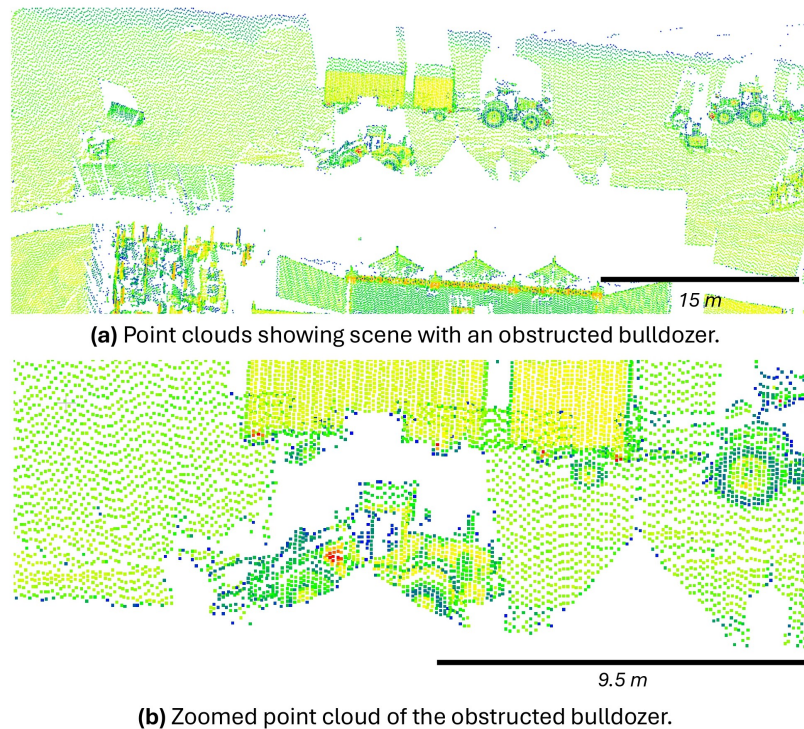 15 m
(a) Point clouds showing scene with an obstructed bulldozer.
9.5 m
(b) Zoomed point cloud of the obstructed bulldozer.